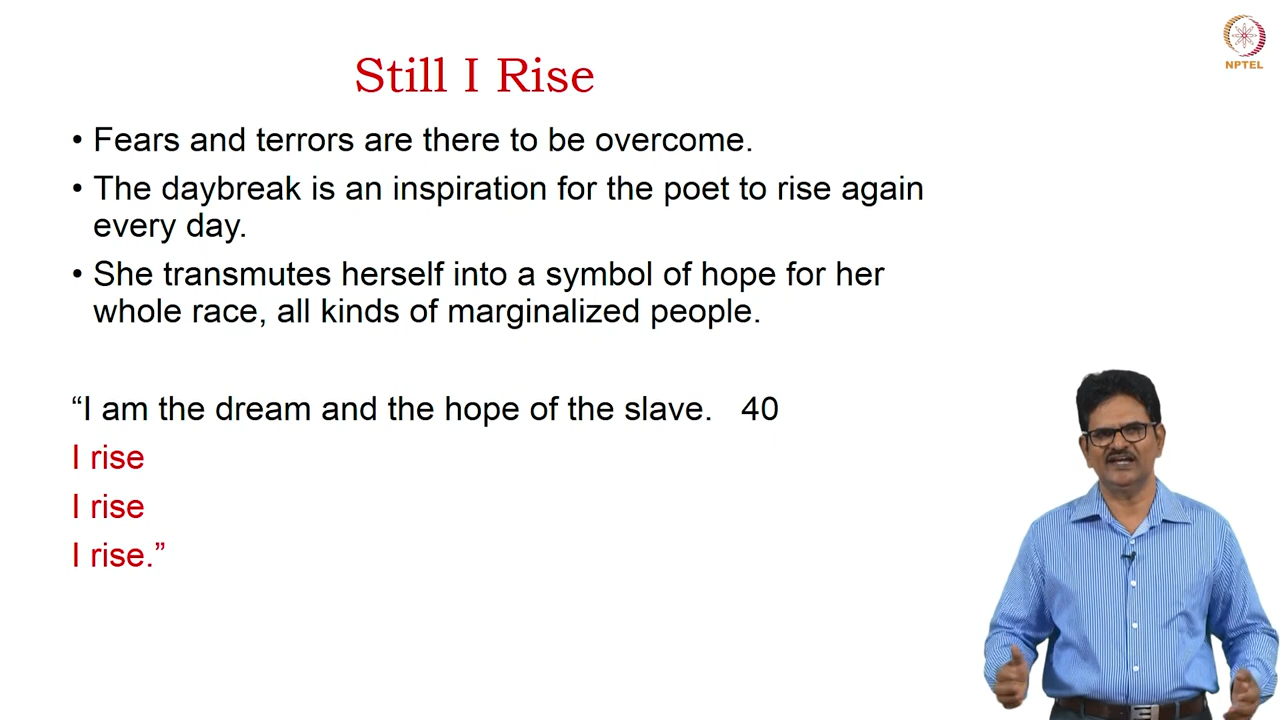 NPTEL
Still I Rise
• Fears and terrors are there to be overcome.
• The daybreak is an inspiration for the poet to rise again
every day.
• She transmutes herself into a symbol of hope for her
whole race, all kinds of marginalized people.
“I am the dream and the hope of the slave. 40
I rise
I rise
I rise.”